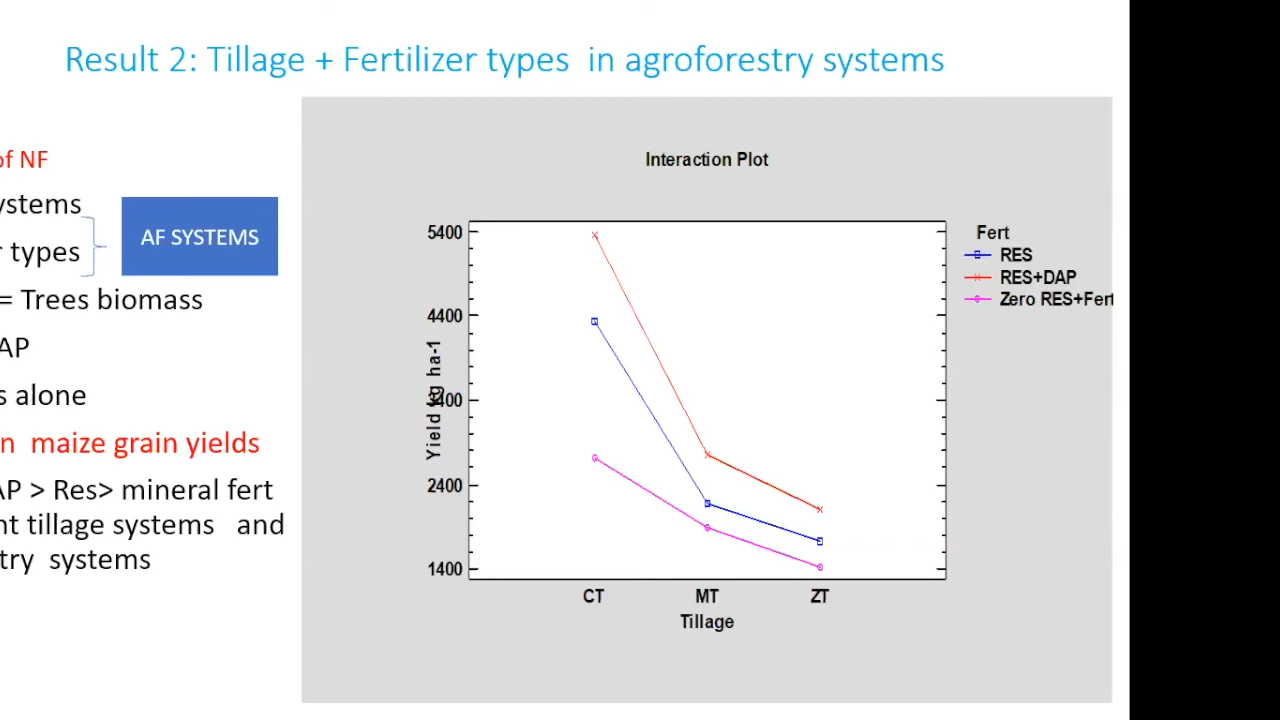 Result 2: Tillage + Fertilizer types in agroforestry systems
of NF
ystems
r types
AF SYSTEMS
= Trees biomass
AP
s alone
n maize grain yields
AP > Res> mineral fert
nt tillage systems and
try systems
Interaction Plot
Yield kg ha-1
5400
4400
3400
2400
1400
CT MT ZT
Tillage
Fert
RES
RES+DAP
Zero RES+Fert